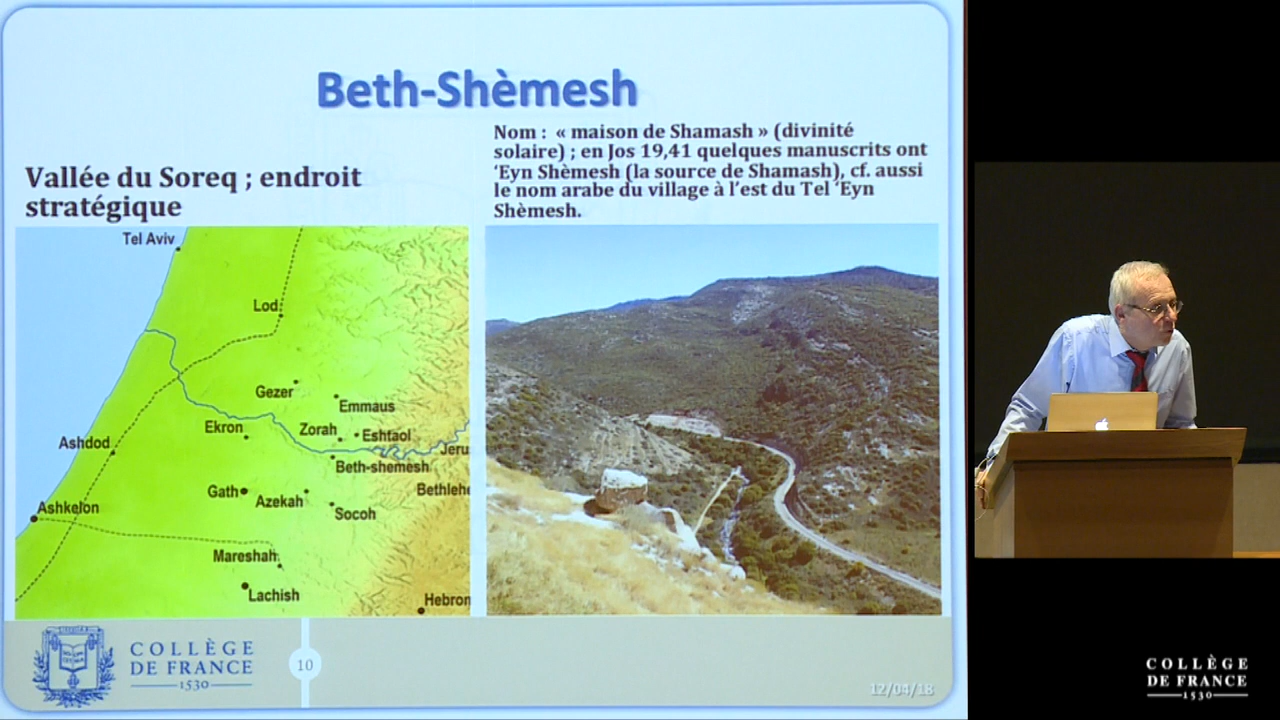 Beth-Shèmesh
Vallée du Soreq ; endroit
stratégique
Nom : « maison de Shamash » (divinité
solaire) ; en Jos 19,41 quelques manuscrits ont
‘Eyn Shèmesh (la source de Shamash), cf. aussi
le nom arabe du village à l’est du Tel ‘Eyn
Shèmesh.
Tel Aviv
Lod
Gezer
Emmaus
Ekron
Zorah
Eshtaol
Ashdod
Jeru
Beth-shemesh
Gath
Azekah
Bethlehe
Ashkelon
Socoh
Mareshah
Lachish
Hebron
COLLÈGE
DE FRANCE
1530
10
12/04/18
COLLÈGE
DE FRANCE
1530